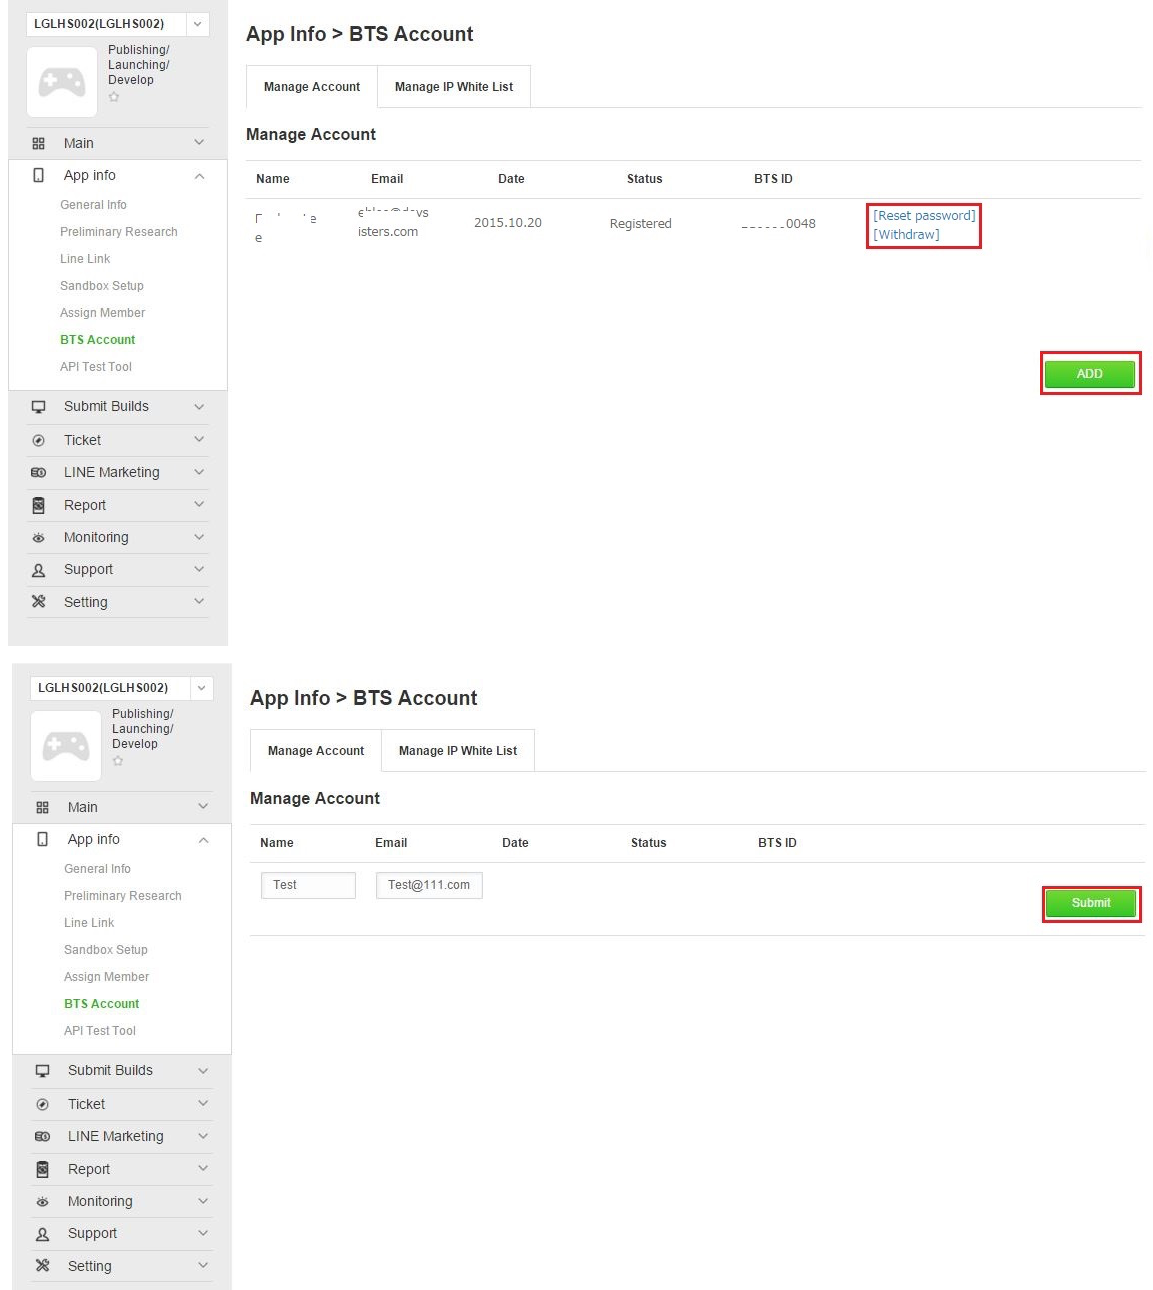 LGLHS002(LGLHS002)
Publishing/
Launching/
Develop
Main
App info
General Info
Preliminary Research
Line Link
Sandbox Setup
Assign Member
BTS Account
API Test Tool
Submit Builds
Ticket
LINE Marketing
Report
Monitoring
Support
Setting
App Info > BTS Account
Manage Account Manage IP White List
Manage Account
Name Email Date Status BTS ID
2015.10.20 Registered 0048 [Reset password]
isters.com [Withdraw]
ADD
LGLHS002(LGLHS002)
Publishing/
Launching/
Develop
Main
App info
General Info
Preliminary Research
Line Link
Sandbox Setup
Assign Member
BTS Account
API Test Tool
Submit Builds
Ticket
LINE Marketing
Report
Monitoring
Support
Setting
App Info > BTS Account
Manage Account Manage IP White List
Manage Account
Name Email Date Status BTS ID
Test Test@111.com
Submit